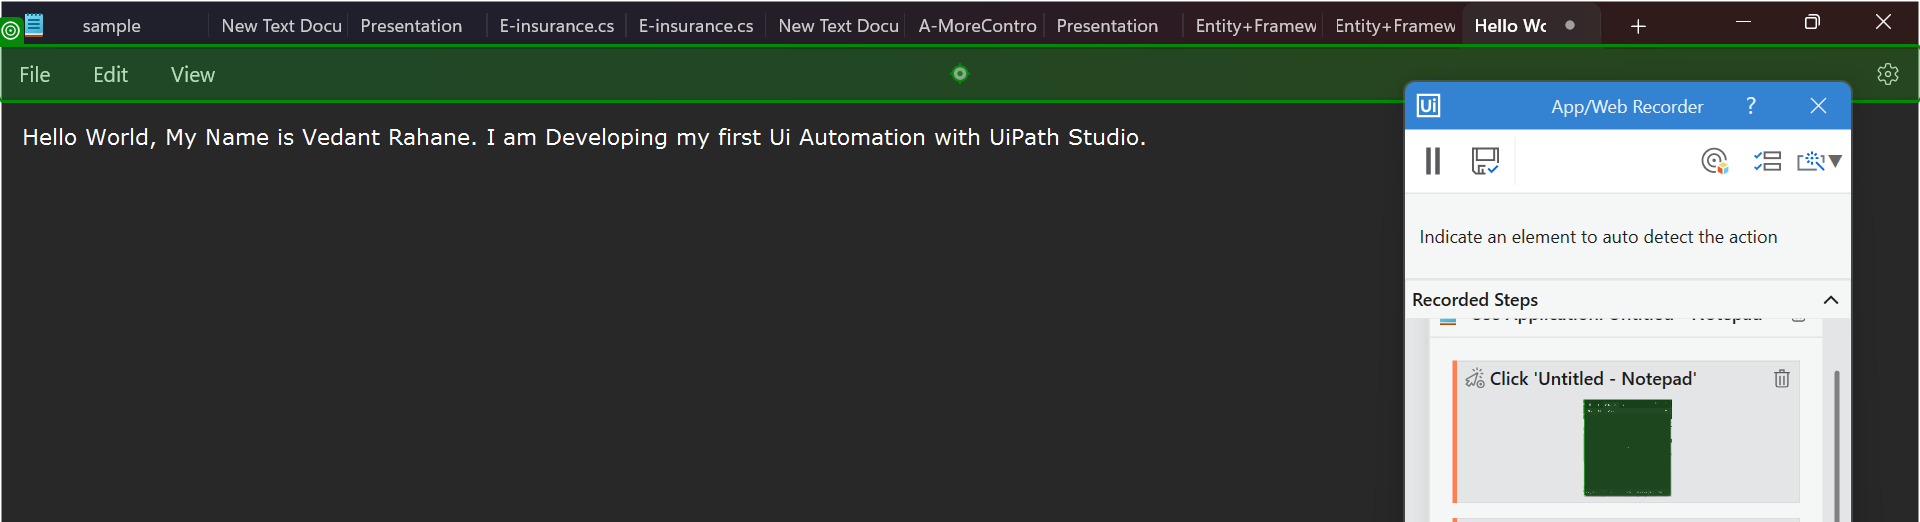 sample
New Text Docu
Presentation
E-insurance.cs
E-insurance.cs
New Text Docu
A-MoreContro
Presentation
Entity+Framew
Entity+Framew
Hello Wo
File Edit View
Hello World, My Name is Vedant Rahane. I am Developing my first Ui Automation with UiPath Studio.
Ui App/Web Recorder ?
Indicate an element to auto detect the action
Recorded Steps
Click 'Untitled - Notepad'